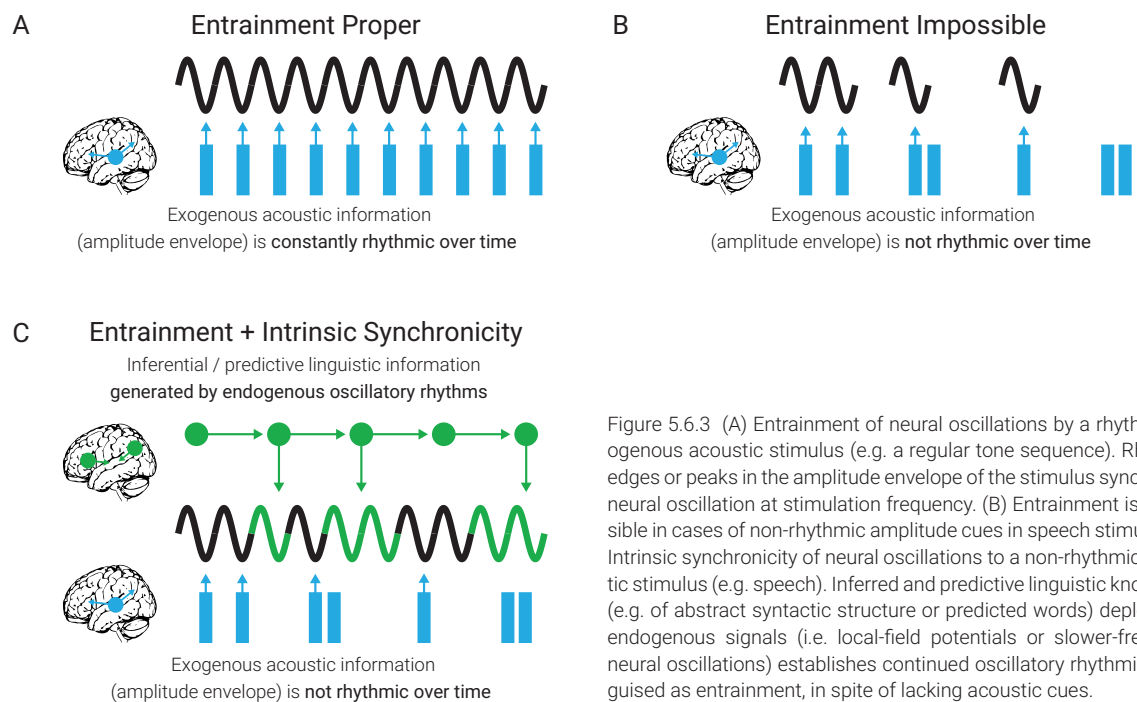 A
Entrainment Proper
Exogenous acoustic information
(amplitude envelope) is constantly rhythmic over time
B
Entrainment Impossible
Exogenous acoustic information
(amplitude envelope) is not rhythmic over time
C
Entrainment + Intrinsic Synchronicity
Inferential / predictive linguistic information
generated by endogenous oscillatory rhythms
Exogenous acoustic information
(amplitude envelope) is not rhythmic over time
Figure 5.6.3 (A) Entrainment of neural oscillations by a rhyth
ogenous acoustic stimulus (e.g. a regular tone sequence).
edges or peaks in the amplitude envelope of the stimulus sync
neural oscillation at stimulation frequency. (B) Entrainment is
sible in cases of non-rhythmic amplitude cues in speech stimu
Intrinsic synchronicity of neural oscillations to a non-rhythmic
tic stimulus (e.g. speech). Inferred and predictive linguistic kno
(e.g. of abstract syntactic structure or predicted words) depl
endogenous signals (i.e. local-field potentials or slower-fre
neural oscillations) establishes continued oscillatory rhythmi
guised as entrainment, in spite of lacking acoustic cues.